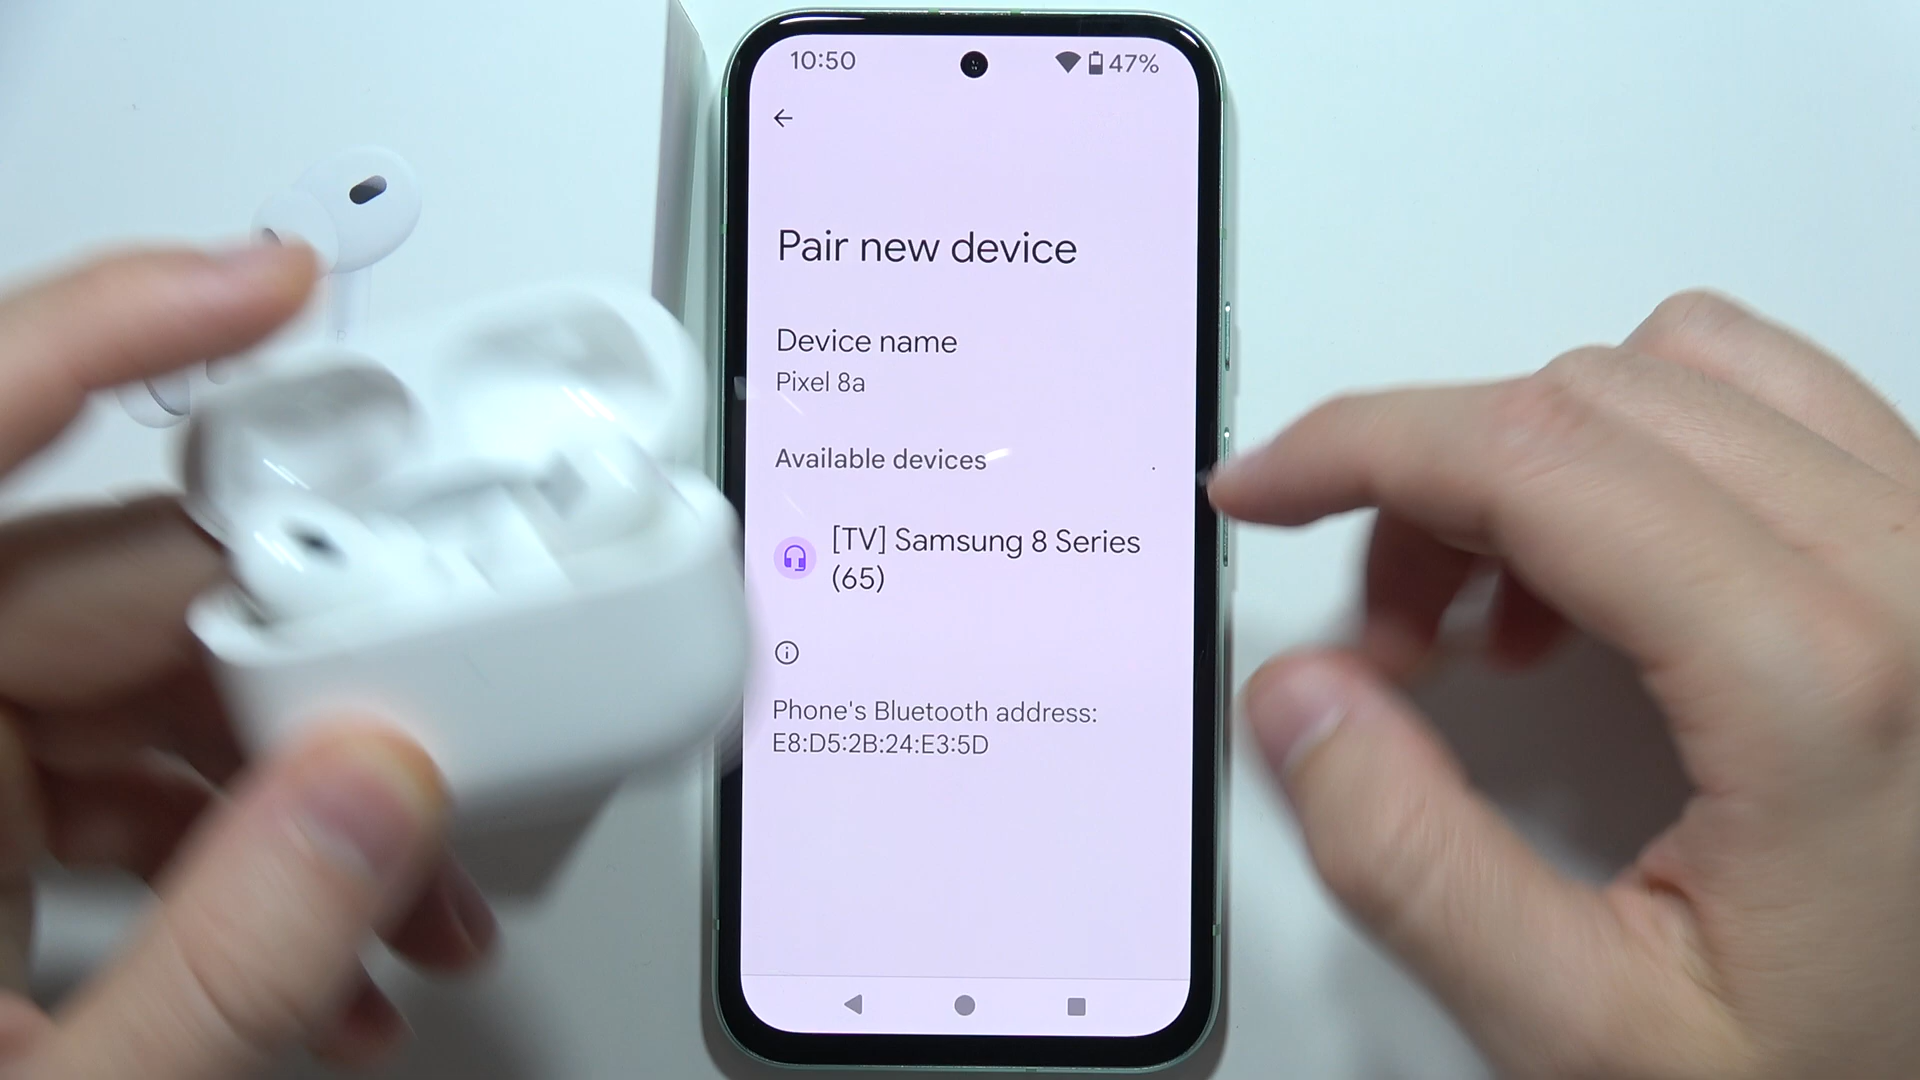 10:50
47%
Pair new device
Device name
Pixel 8a
Available devices
[TV] Samsung 8 Series
(65)
Phone's Bluetooth address:
E8:D5:2B:24:E3:5D
R